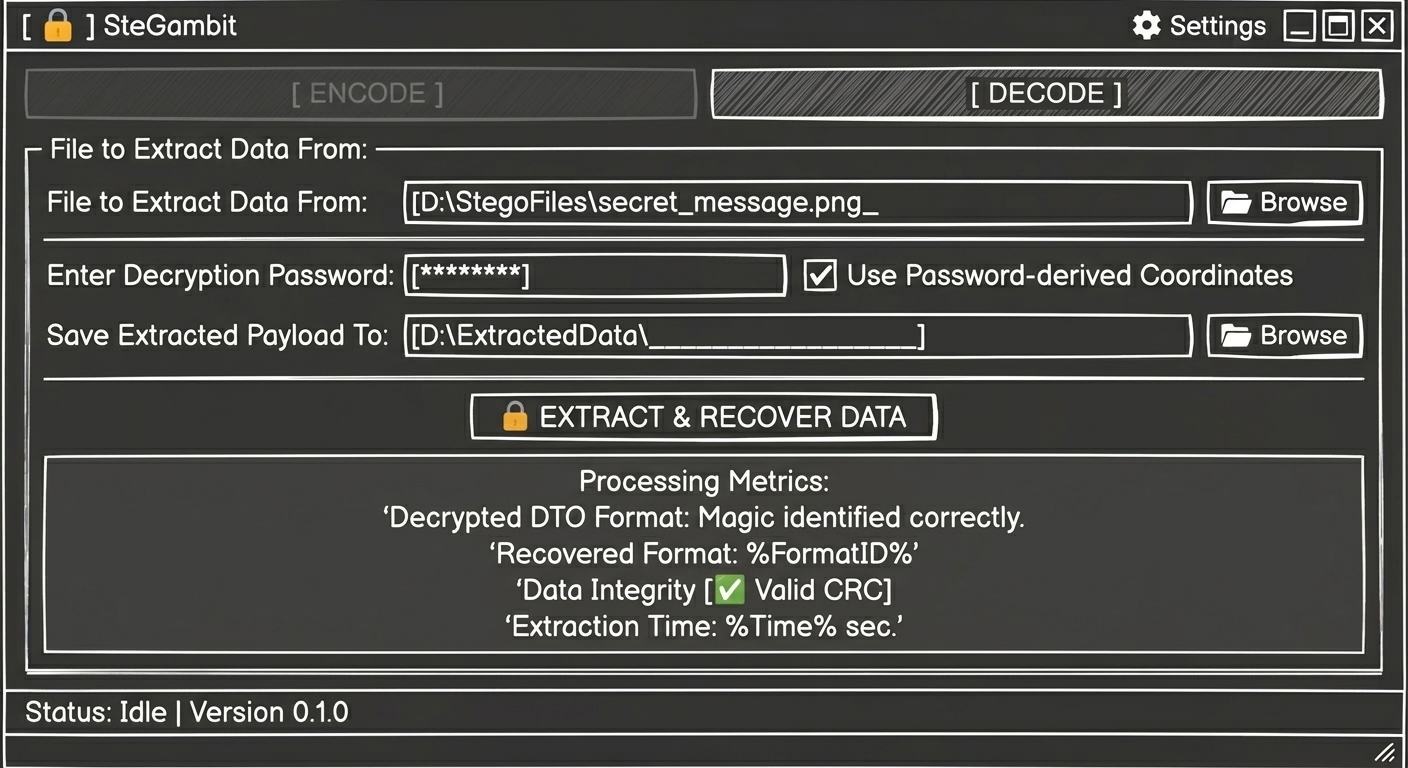 [ 🔒 ] SteGambit
Settings
[ ENCODE ]
[ DECODE ]
File to Extract Data From:
File to Extract Data From: [D:\StegoFiles\secret_message.png_ Browse
Enter Decryption Password: [********] Use Password-derived Coordinates
Save Extracted Payload To: [D:\ExtractedData\_________________] Browse
🔒 EXTRACT & RECOVER DATA
Processing Metrics:
‘Decrypted DTO Format: Magic identified correctly.
‘Recovered Format: %FormatID%’
‘Data Integrity [✅ Valid CRC]
‘Extraction Time: %Time% sec.’
Status: Idle | Version 0.1.0